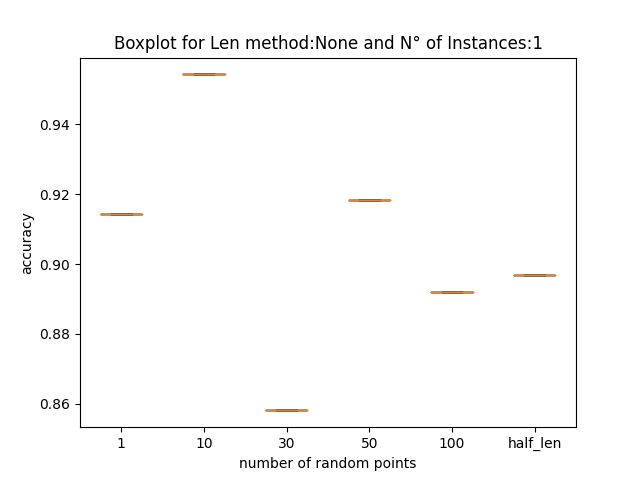 Boxplot for Len method:None and N° of Instances:1
accuracy
0.94
0.92
0.90
0.88
0.86
1 10 30 50 100 half_len
number of random points